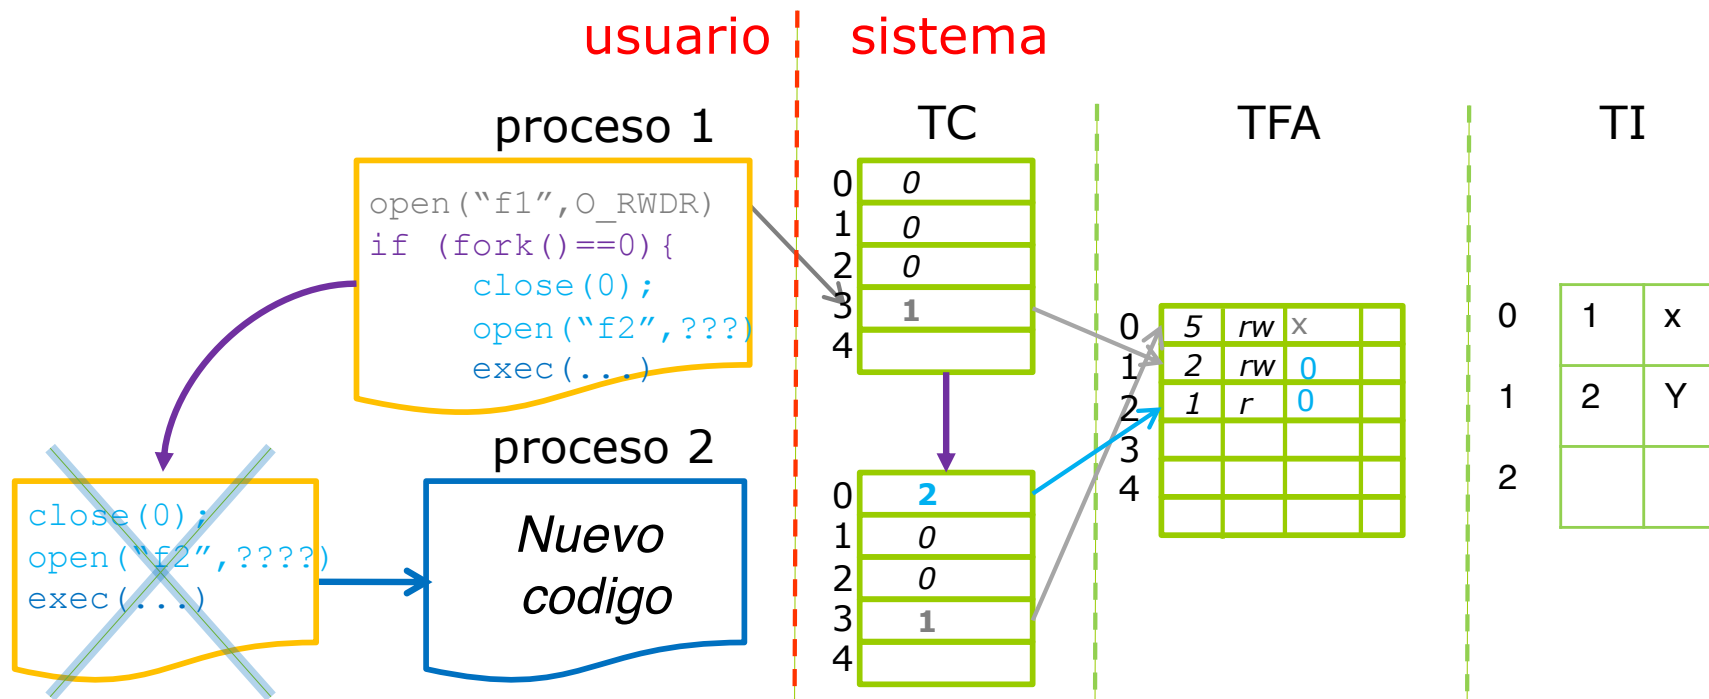 usuario sistema
proceso 1
open(“f1”,O_RWDR)
if (fork()==0){
close(0);
open(“f2”,???)
exec(...)
close(0);
open(“f2”,????)
exec(...)
proceso 2
Nuevo
codigo
TC
0 0
1 0
2 0
3 1
4
0 2
1 0
2 0
3 1
4
TFA
0 5 rw x
1 2 rw 0
2 1 r 0
3
4
TI
0 1 x
1 2 Y
2